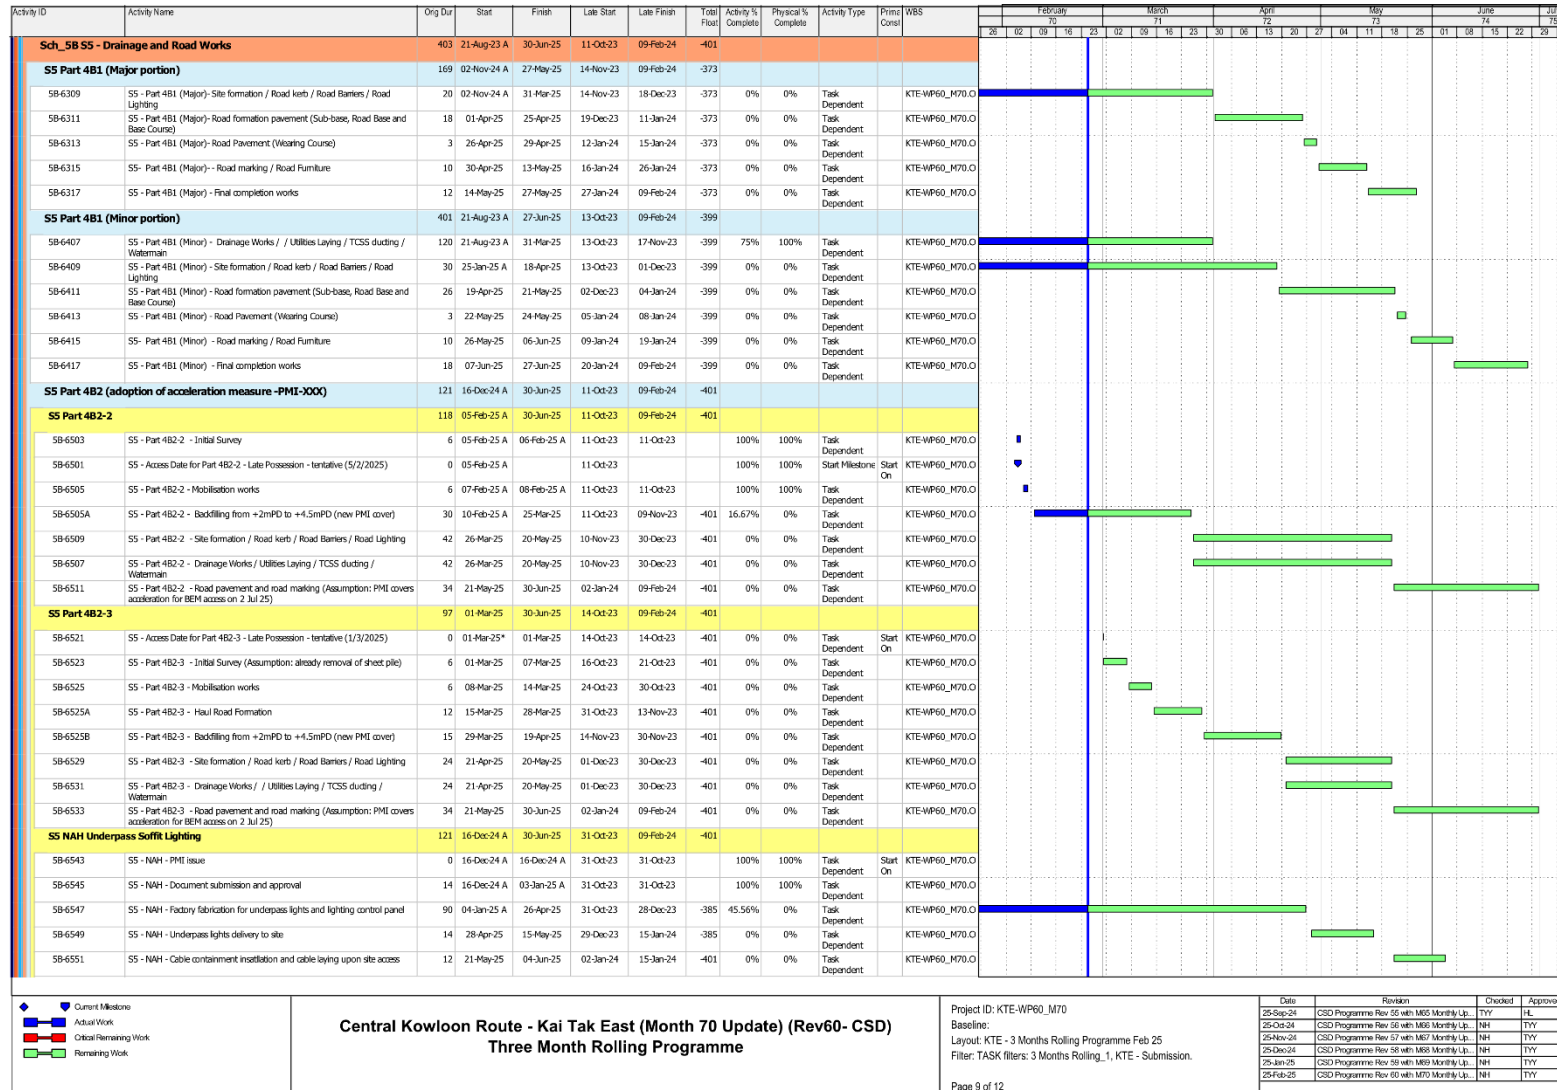 Activity ID Activity Name Orig Dur Start Finish Late Start Late Finish Total Float Activity % Complete Physical % Complete Activity Type Prima Const WBS
February March April May June Ju
70 71 72 73 74 75
26 02 09 16 23 02 09 16 23 30 06 13 20 27 04 11 18 25 01 08 15 22 29
Sch_5B S5 - Drainage and Road Works 403 21-Aug-23 A 30-Jun-25 11-Oct-23 09-Feb-24 -401
S5 Part 4B1 (Major portion) 169 02-Nov-24 A 27-May-25 14-Nov-23 09-Feb-24 -373
5B-6309 S5 - Part 4B1 (Major)- Site formation / Road kerb / Road Barriers / Road Lighting 20 02-Nov-24 A 31-Mar-25 14-Nov-23 18-Dec-23 -373 0% 0% Task Dependent KTE-WP60_M70.O
5B-6311 S5 - Part 4B1 (Major)- Road formation pavement (Sub-base, Road Base and Base Course) 18 01-Apr-25 25-Apr-25 19-Dec-23 11-Jan-24 -373 0% 0% Task Dependent KTE-WP60_M70.O
5B-6313 S5 - Part 4B1 (Major)- Road Pavement (Wearing Course) 3 26-Apr-25 29-Apr-25 12-Jan-24 15-Jan-24 -373 0% 0% Task Dependent KTE-WP60_M70.O
5B-6315 S5- Part 4B1 (Major)- - Road marking / Road Furniture 10 30-Apr-25 13-May-25 16-Jan-24 26-Jan-24 -373 0% 0% Task Dependent KTE-WP60_M70.O
5B-6317 S5 - Part 4B1 (Major) - Final completion works 12 14-May-25 27-May-25 27-Jan-24 09-Feb-24 -373 0% 0% Task Dependent KTE-WP60_M70.O
S5 Part 4B1 (Minor portion) 401 21-Aug-23 A 27-Jun-25 13-Oct-23 09-Feb-24 -399
5B-6407 S5 - Part 4B1 (Minor) - Drainage Works / / Utilities Laying / TCSS ducting / Watermain 120 21-Aug-23 A 31-Mar-25 13-Oct-23 17-Nov-23 -399 75% 100% Task Dependent KTE-WP60_M70.O
5B-6409 S5 - Part 4B1 (Minor) - Site formation / Road kerb / Road Barriers / Road Lighting 30 25-Jan-25 A 18-Apr-25 13-Oct-23 01-Dec-23 -399 0% 0% Task Dependent KTE-WP60_M70.O
5B-6411 S5 - Part 4B1 (Minor) - Road formation pavement (Sub-base, Road Base and Base Course) 26 19-Apr-25 21-May-25 02-Dec-23 04-Jan-24 -399 0% 0% Task Dependent KTE-WP60_M70.O
5B-6413 S5 - Part 4B1 (Minor) - Road Pavement (Wearing Course) 3 22-May-25 24-May-25 05-Jan-24 08-Jan-24 -399 0% 0% Task Dependent KTE-WP60_M70.O
5B-6415 S5- Part 4B1 (Minor) - Road marking / Road Furniture 10 26-May-25 06-Jun-25 09-Jan-24 19-Jan-24 -399 0% 0% Task Dependent KTE-WP60_M70.O
5B-6417 S5 - Part 4B1 (Minor) - Final completion works 18 07-Jun-25 27-Jun-25 20-Jan-24 09-Feb-24 -399 0% 0% Task Dependent KTE-WP60_M70.O
S5 Part 4B2 (adoption of acceleration measure -PMI-XXX) 121 16-Dec-24 A 30-Jun-25 11-Oct-23 09-Feb-24 -401
S5 Part 4B2-2 118 05-Feb-25 A 30-Jun-25 11-Oct-23 09-Feb-24 -401
5B-6503 S5 - Part 4B2-2 - Initial Survey 6 05-Feb-25 A 06-Feb-25 A 11-Oct-23 11-Oct-23 100% 100% Task Dependent KTE-WP60_M70.O
5B-6501 S5 - Access Date for Part 4B2-2 - Late Possession - tentative (5/2/2025) 0 05-Feb-25 A 11-Oct-23 100% 100% Start Milestone Start On KTE-WP60_M70.O
5B-6505 S5 - Part 4B2-2 - Mobilisation works 6 07-Feb-25 A 08-Feb-25 A 11-Oct-23 11-Oct-23 100% 100% Task Dependent KTE-WP60_M70.O
5B-6505A S5 - Part 4B2-2 - Backfilling from +2mPD to +4.5mPD (new PMI cover) 30 10-Feb-25 A 25-Mar-25 11-Oct-23 09-Nov-23 -401 16.67% 0% Task Dependent KTE-WP60_M70.O
5B-6509 S5 - Part 4B2-2 - Site formation / Road kerb / Road Barriers / Road Lighting 42 26-Mar-25 20-May-25 10-Nov-23 30-Dec-23 -401 0% 0% Task Dependent KTE-WP60_M70.O
5B-6507 S5 - Part 4B2-2 - Drainage Works / Utilities Laying / TCSS ducting / Watermain 42 26-Mar-25 20-May-25 10-Nov-23 30-Dec-23 -401 0% 0% Task Dependent KTE-WP60_M70.O
5B-6511 S5 - Part 4B2-2 - Road pavement and road marking (Assumption: PMI covers acceleration for BEM access on 2 Jul 25) 34 21-May-25 30-Jun-25 02-Jan-24 09-Feb-24 -401 0% 0% Task Dependent KTE-WP60_M70.O
S5 Part 4B2-3 97 01-Mar-25 30-Jun-25 14-Oct-23 09-Feb-24 -401
5B-6521 S5 - Access Date for Part 4B2-3 - Late Possession - tentative (1/3/2025) 0 01-Mar-25* 01-Mar-25 14-Oct-23 14-Oct-23 -401 0% 0% Task Dependent Start On KTE-WP60_M70.O
5B-6523 S5 - Part 4B2-3 - Initial Survey (Assumption: already removal of sheet pile) 6 01-Mar-25 07-Mar-25 16-Oct-23 21-Oct-23 -401 0% 0% Task Dependent KTE-WP60_M70.O
5B-6525 S5 - Part 4B2-3 - Mobilisation works 6 08-Mar-25 14-Mar-25 24-Oct-23 30-Oct-23 -401 0% 0% Task Dependent KTE-WP60_M70.O
5B-6525A S5 - Part 4B2-3 - Haul Road Formation 12 15-Mar-25 28-Mar-25 31-Oct-23 13-Nov-23 -401 0% 0% Task Dependent KTE-WP60_M70.O
5B-6525B S5 - Part 4B2-3 - Backfilling from +2mPD to +4.5mPD (new PMI cover) 15 29-Mar-25 19-Apr-25 14-Nov-23 30-Nov-23 -401 0% 0% Task Dependent KTE-WP60_M70.O
5B-6529 S5 - Part 4B2-3 - Site formation / Road kerb / Road Barriers / Road Lighting 24 21-Apr-25 20-May-25 01-Dec-23 30-Dec-23 -401 0% 0% Task Dependent KTE-WP60_M70.O
5B-6531 S5 - Part 4B2-3 - Drainage Works / / Utilities Laying / TCSS ducting / Watermain 24 21-Apr-25 20-May-25 01-Dec-23 30-Dec-23 -401 0% 0% Task Dependent KTE-WP60_M70.O
5B-6533 S5 - Part 4B2-3 - Road pavement and road marking (Assumption: PMI covers acceleration for BEM access on 2 Jul 25) 34 21-May-25 30-Jun-25 02-Jan-24 09-Feb-24 -401 0% 0% Task Dependent KTE-WP60_M70.O
S5 NAH Underpass Soffit Lighting 121 16-Dec-24 A 30-Jun-25 31-Oct-23 09-Feb-24 -401
5B-6543 S5 - NAH - PMI issue 0 16-Dec-24 A 16-Dec-24 A 31-Oct-23 31-Oct-23 100% 100% Task Dependent Start On KTE-WP60_M70.O
5B-6545 S5 - NAH - Document submission and approval 14 16-Dec-24 A 03-Jan-25 A 31-Oct-23 31-Oct-23 100% 100% Task Dependent KTE-WP60_M70.O
5B-6547 S5 - NAH - Factory fabrication for underpass lights and lighting control panel 90 04-Jan-25 A 26-Apr-25 31-Oct-23 28-Dec-23 -385 45.56% 0% Task Dependent KTE-WP60_M70.O
5B-6549 S5 - NAH - Underpass lights delivery to site 14 28-Apr-25 15-May-25 29-Dec-23 15-Jan-24 -385 0% 0% Task Dependent KTE-WP60_M70.O
5B-6551 S5 - NAH - Cable containment insatllation and cable laying upon site access 12 21-May-25 04-Jun-25 02-Jan-24 15-Jan-24 -401 0% 0% Task Dependent KTE-WP60_M70.O
Current Milestone
Actual Work
Critical Remaining Work
Remaining Work
Central Kowloon Route - Kai Tak East (Month 70 Update) (Rev60- CSD)
Three Month Rolling Programme
Project ID: KTE-WP60_M70
Baseline:
Layout: KTE - 3 Months Rolling Programme Feb 25
Filter: TASK filters: 3 Months Rolling_1, KTE - Submission.
Page 9 of 12
Date Revision Checked Approved
25-Sep-24 CSD Programme Rev 55 with M65 Monthly Up... TYY HL
25-Oct-24 CSD Programme Rev 56 with M66 Monthly Up... NH TYY
25-Nov-24 CSD Programme Rev 57 with M67 Monthly Up... NH TYY
25-Dec-24 CSD Programme Rev 58 with M68 Monthly Up... NH TYY
25-Jan-25 CSD Programme Rev 59 with M69 Monthly Up... NH TYY
25-Feb-25 CSD Programme Rev 60 with M70 Monthly Up... NH TYY